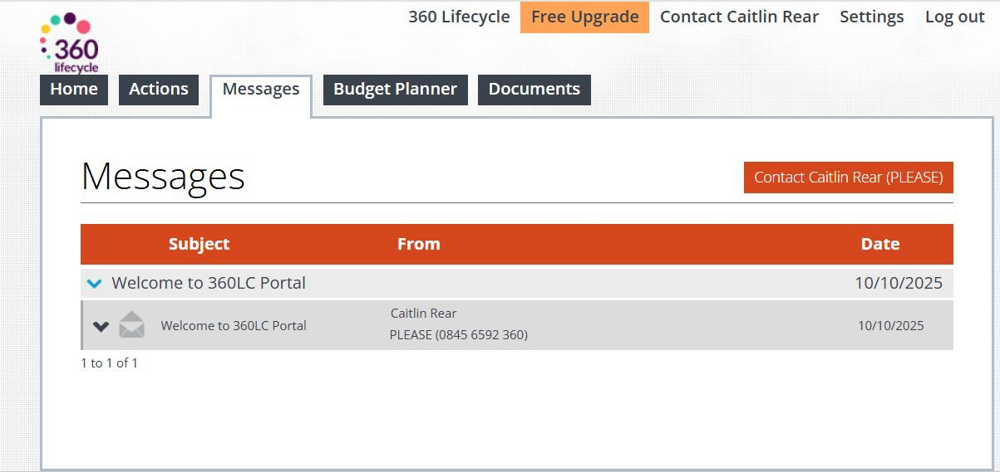 360 Lifecycle Free Upgrade Contact Caitlin Rear Settings Log out
360
lifecycle
Home Actions Messages Budget Planner Documents
Messages
Contact Caitlin Rear (PLEASE)
Subject From Date
Welcome to 360LC Portal 10/10/2025
Caitlin Rear
Welcome to 360LC Portal 10/10/2025
PLEASE (0845 6592 360)
1 to 1 of 1